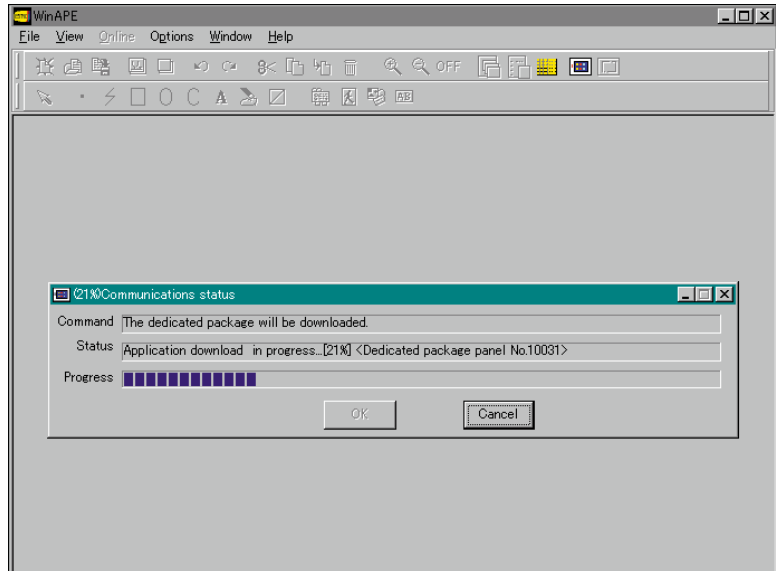 WinAPE
File View Online Options Window Help
OFF
A AB
(21%)Communications status
Command The dedicated package will be downloaded.
Status Application download in progress...[21%] <Dedicated package panel No.10031>
Progress
OK Cancel